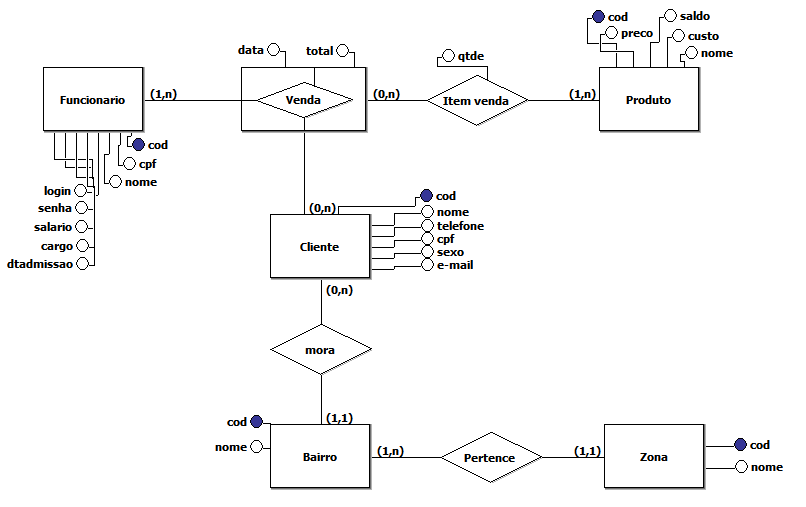 cod
saldo
preco
custo
nome
data
total
qtde
Funcionario
(1,n)
Venda
(0,n)
Item venda
(1,n)
Produto
cod
cpf
nome
login
senha
salario
cargo
dtadmissao
(0,n)
Cliente
cod
nome
telefone
cpf
sexo
e-mail
(0,n)
mora
(1,1)
cod
nome
Bairro
(1,n)
Pertence
(1,1)
Zona
cod
nome